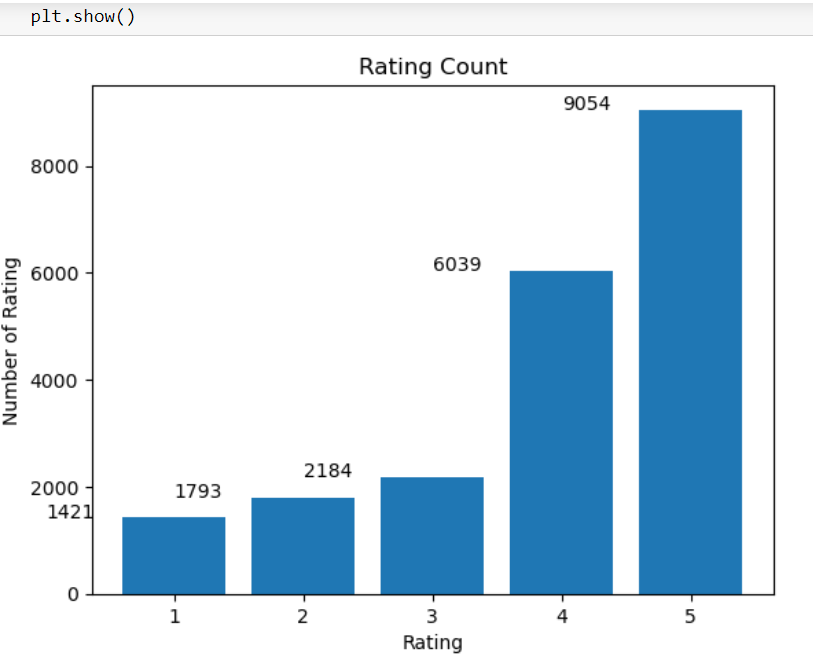 plt.show()
Rating Count
9054
8000
6039
6000
Number of Rating
4000
2184
1793
2000
1421
0
1 2 3 4 5
Rating